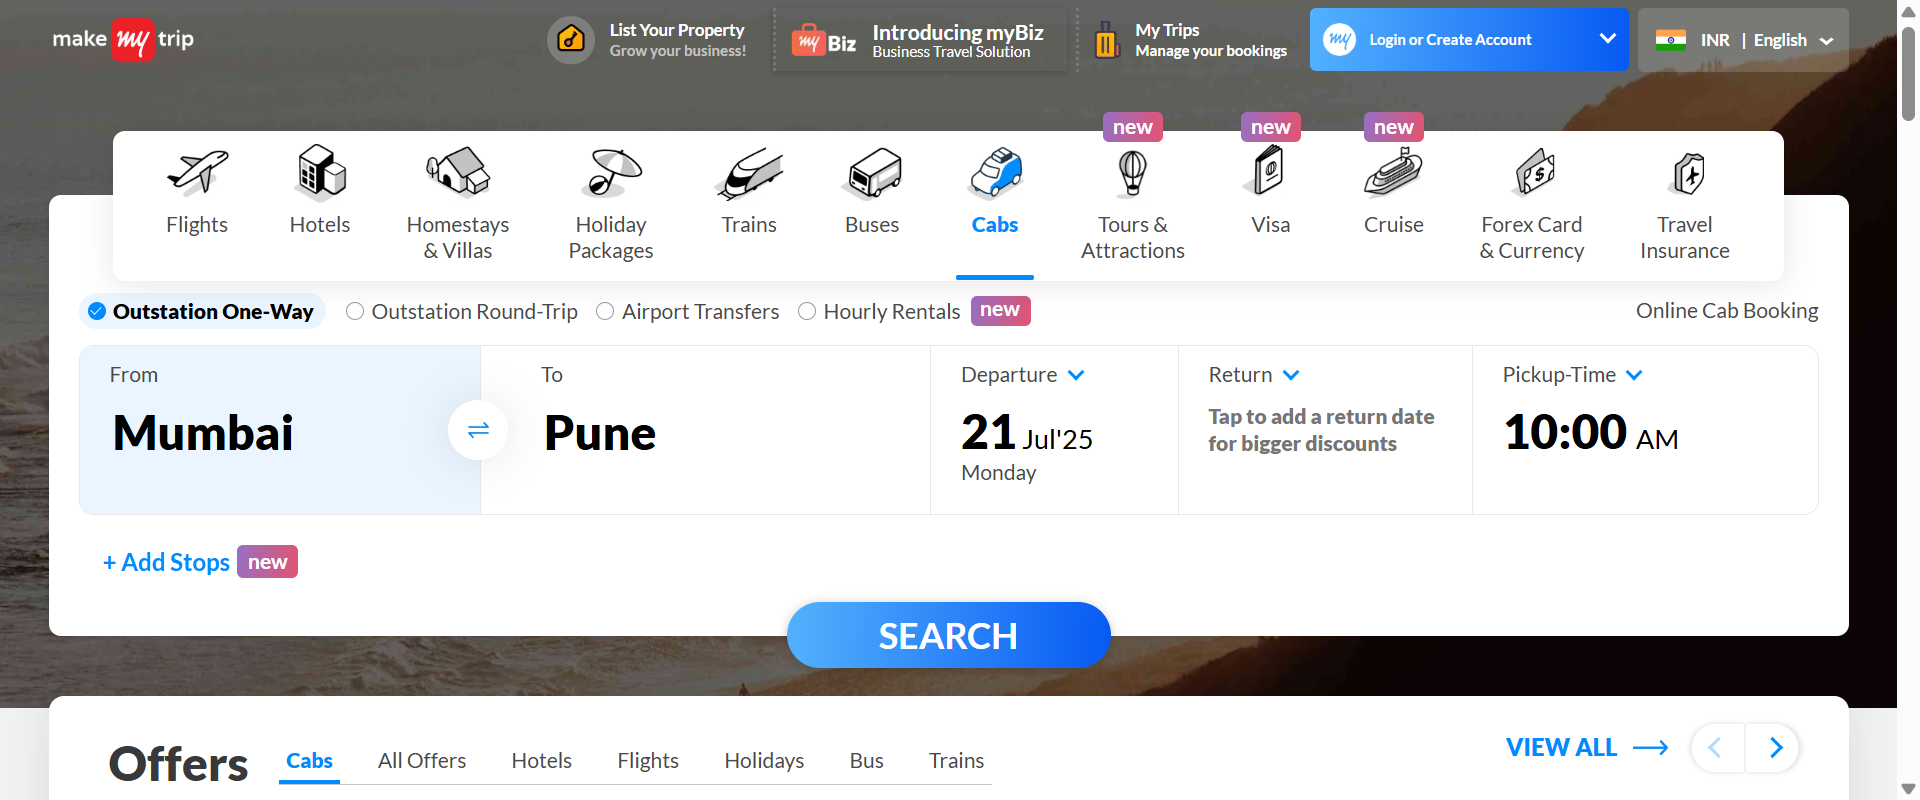 make my trip
List Your Property
Grow your business!
my Biz
Introducing myBiz
Business Travel Solution
My Trips
Manage your bookings
my
Login or Create Account
INR | English
new
new
new
Flights
Hotels
Homestays
& Villas
Holiday
Packages
Trains
Buses
Cabs
Tours &
Attractions
Visa
Cruise
Forex Card
& Currency
Travel
Insurance
Outstation One-Way
Outstation Round-Trip
Airport Transfers
Hourly Rentals
new
Online Cab Booking
From
Mumbai
To
Pune
Departure
21 Jul'25
Monday
Return
Tap to add a return date
for bigger discounts
Pickup-Time
10:00 AM
+ Add Stops
new
SEARCH
Offers
Cabs
All Offers
Hotels
Flights
Holidays
Bus
Trains
VIEW ALL